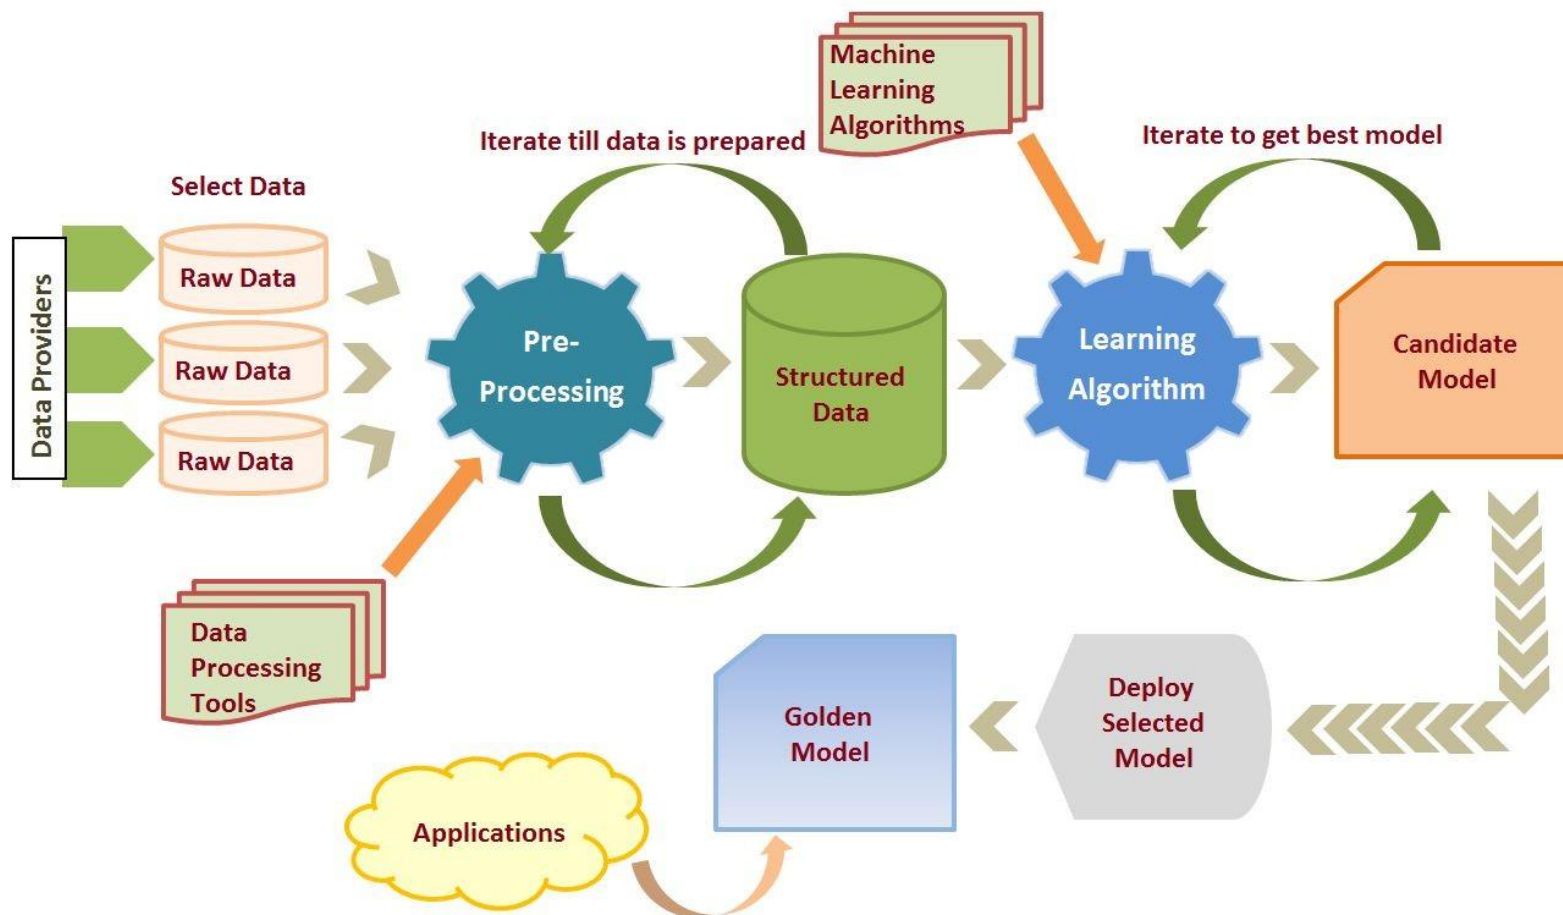 Machine
Learning
Algorithms
Iterate till data is prepared
Iterate to get best model
Select Data
Data Providers
Raw Data
Raw Data
Raw Data
Pre-
Processing
Structured
Data
Learning
Algorithm
Candidate
Model
Data
Processing
Tools
Golden
Model
Deploy
Selected
Model
Applications